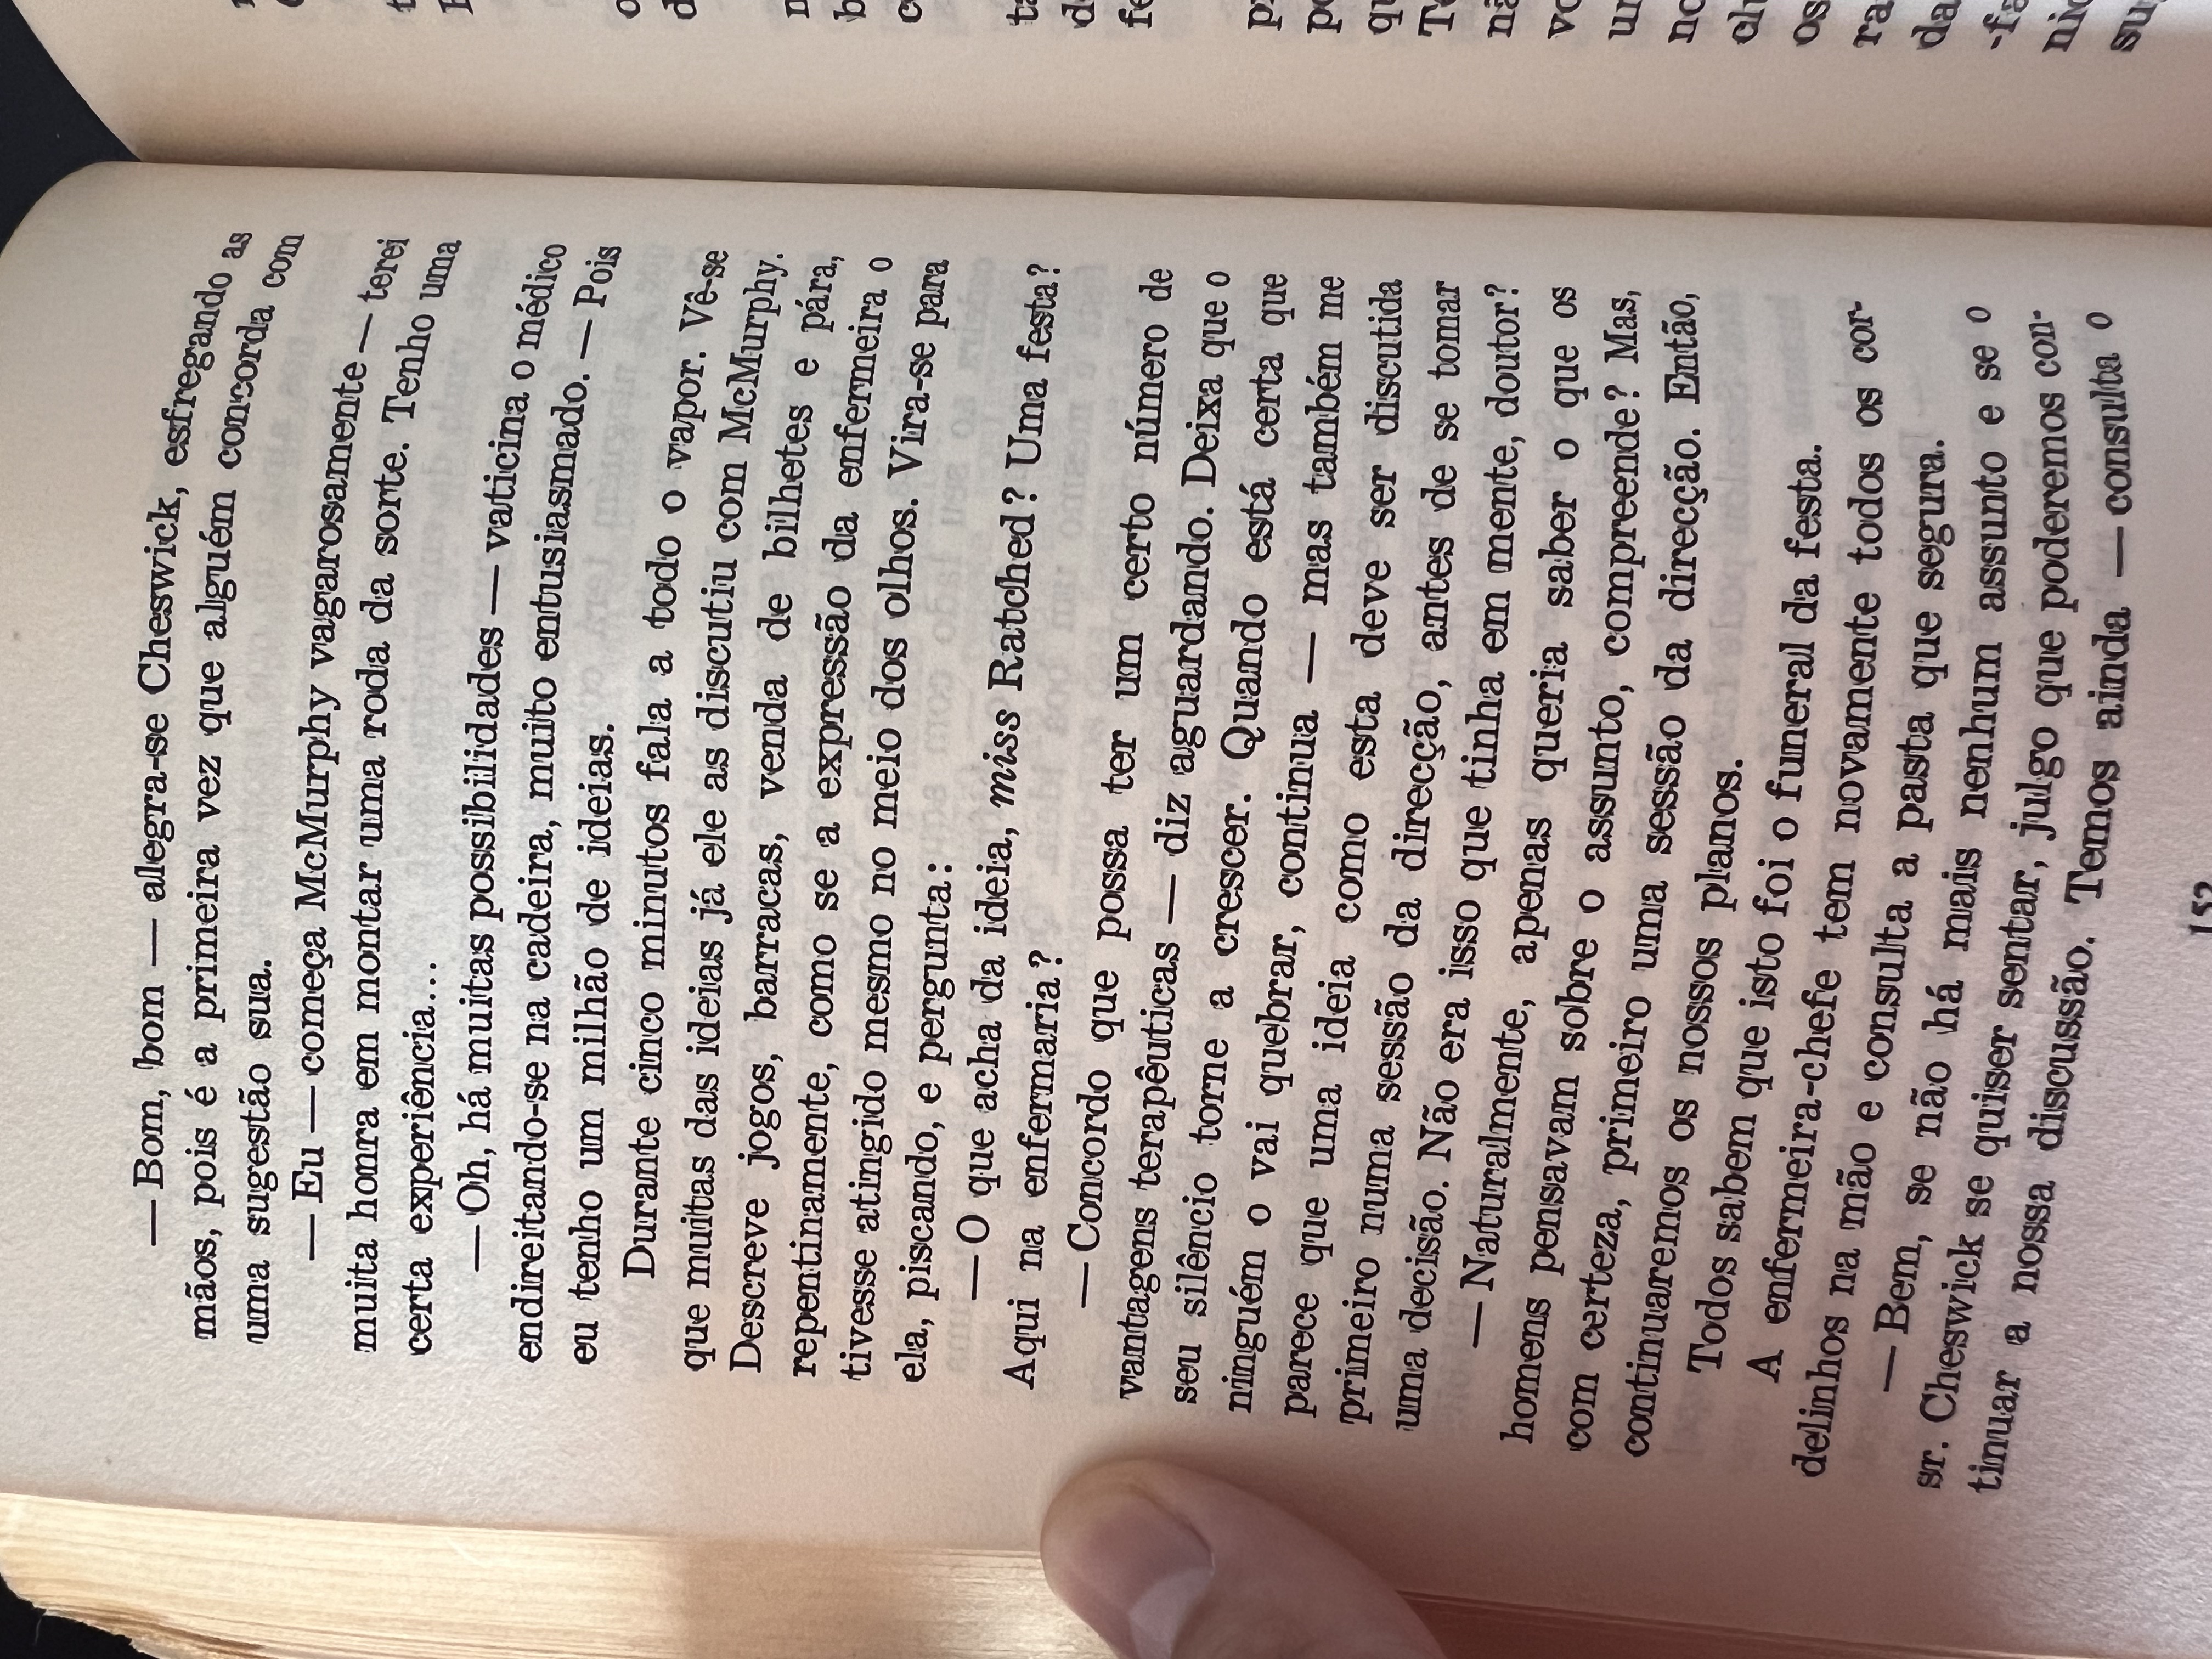 — Bom, bom — alegra-se Cheswick, esfregando as
mãos, pois é a primeira vez que alguém concorda com
uma sugestão sua.
— Eu — começa McMurphy vagarosamente — terei
muita honra em montar uma roda da sorte. Tenho uma
certa experiência...
— Oh, há muitas possibilidades — vaticina o médico
endireitando-se na cadeira, muito entusiasmado. — Pois
eu tenho um milhão de ideias.
Durante cinco minutos fala a todo o vapor. Vê-se
que muitas das ideias já ele as discutiu com McMurphy.
Descreve jogos, barracas, venda de bilhetes e pára,
repentinamente, como se a expressão da enfermeira o
tivesse atingido mesmo no meio dos olhos. Vira-se para
ela, piscando, e pergunta:
— O que acha da ideia, miss Ratched? Uma festa?
Aqui na enfermaria?
— Concordo que possa ter um certo número de
vantagens terapêuticas — diz aguardando. Deixa que o
seu silêncio torne a crescer. Quando está certa que
ninguém o vai quebrar, continua — mas também me
parece que uma ideia como esta deve ser discutida
primeiro numa sessão da direcção, antes de se tomar
uma decisão. Não era isso que tinha em mente, doutor?
— Naturalmente, apenas queria saber o que os
homens pensavam sobre o assunto, compreende? Mas,
com certeza, primeiro uma sessão da direcção. Então,
continuaremos os nossos planos.
Todos sabem que isto foi o funeral da festa.
A enfermeira-chefe tem novamente todos os cor-
delinhos na mão e consulta a pasta que segura.
— Bem, se não há mais nenhum assunto e se o
sr. Cheswick se quiser sentar, julgo que poderemos con-
tinuar a nossa discussão. Temos ainda — consulta o
152